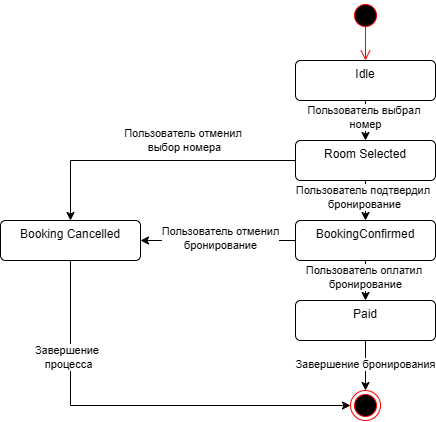 Idle
Пользователь выбрал
номер
Пользователь отменил
выбор номера
Room Selected
Пользователь подтвердил
бронирование
Booking Cancelled
Пользователь отменил
бронирование
BookingConfirmed
Пользователь оплатил
бронирование
Paid
Завершение
процесса
Завершение бронирования